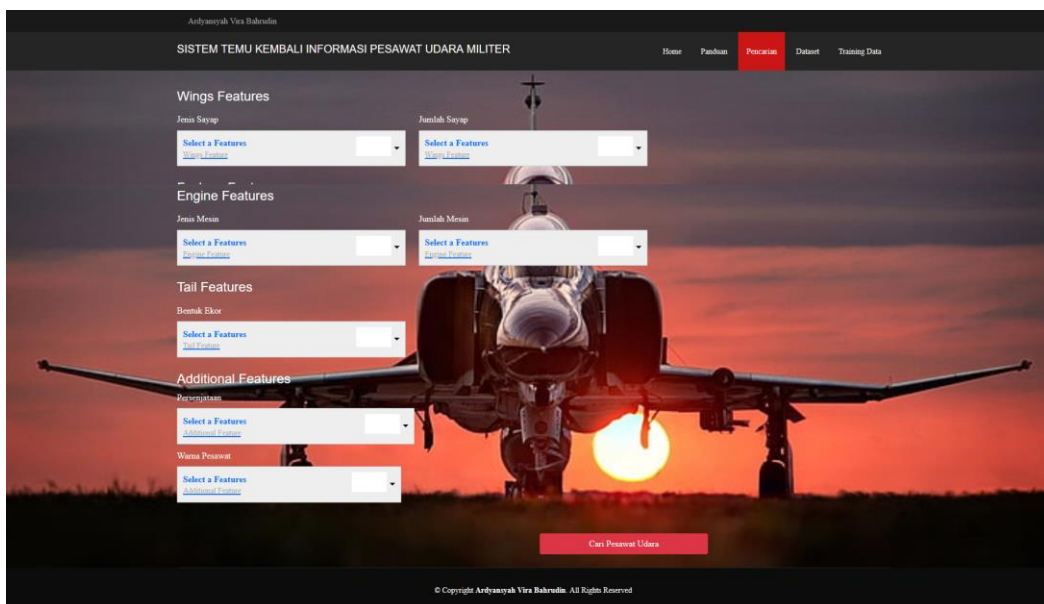 Ardyansyah Vira Bahrudin
SISTEM TEMU KEMBALI INFORMASI PESAWAT UDARA MILITER
Home Panduan Pencarian Dataset Training Data
Wings Features
Jenis Sayap Jumlah Sayap
Select a Features Select a Features
Wings Feature Wings Feature
Engine Features
Jenis Mesin Jumlah Mesin
Select a Features Select a Features
Engine Feature Engine Feature
Tail Features
Bentuk Ekor
Select a Features
Tail Feature
Additional Features
Persenjataan
Select a Features
Additional Feature
Warna Pesawat
Select a Features
Additional Feature
Cari Pesawat Udara
© Copyright Ardyansyah Vira Bahrudin. All Rights Reserved